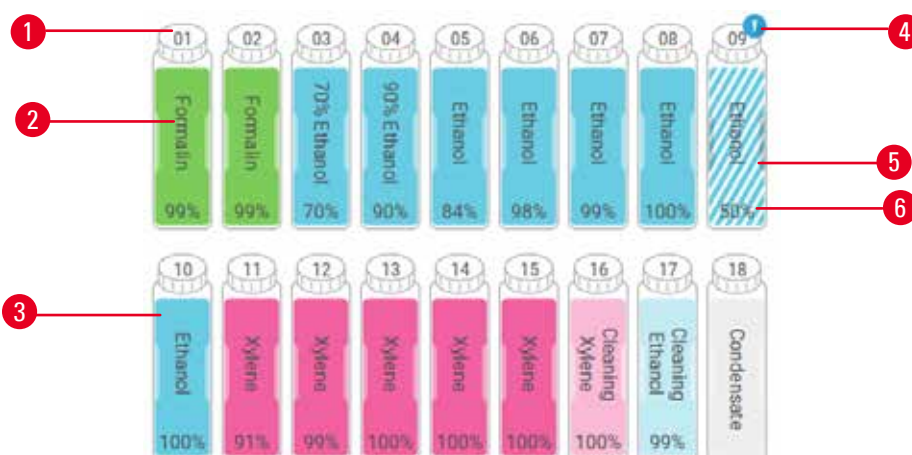 1
01 02 03 04 05 06 07 08 09
4
2
Formalin Formalin 70% Ethanol 90% Ethanol Ethanol Ethanol Ethanol Ethanol Ethanol
5
99% 99% 70% 90% 84% 98% 99% 100% 50%
6
10 11 12 13 14 15 16 17 18
3
Ethanol Xylene Xylene Xylene Xylene Xylene Cleaning Xylene Cleaning Ethanol Condensate
100% 91% 99% 100% 100% 100% 100% 99%